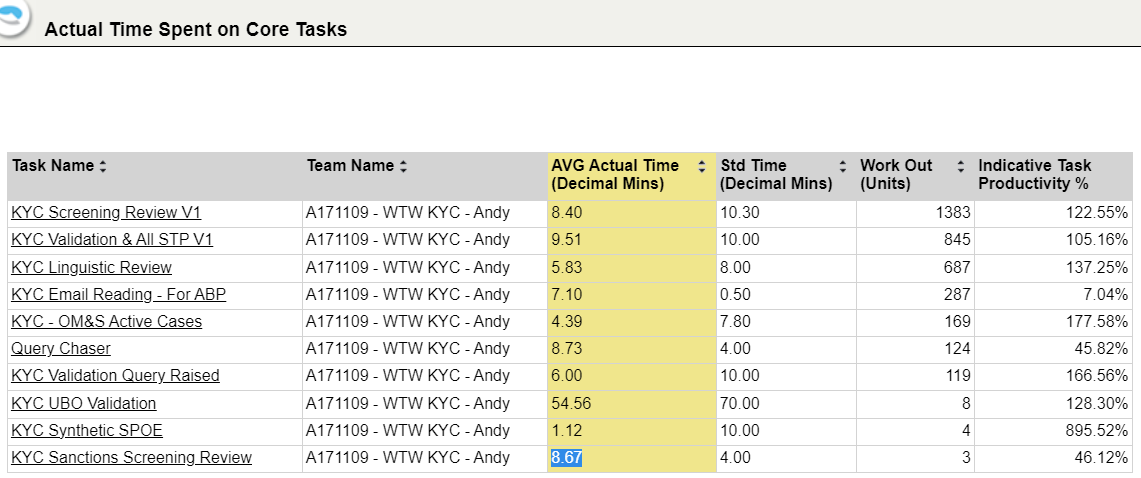 Actual Time Spent on Core Tasks
Task Name Team Name AVG Actual Time (Decimal Mins) Std Time (Decimal Mins) Work Out (Units) Indicative Task Productivity %
KYC Screening Review V1 A171109 - WTW KYC - Andy 8.40 10.30 1383 122.55%
KYC Validation & All STP V1 A171109 - WTW KYC - Andy 9.51 10.00 845 105.16%
KYC Linguistic Review A171109 - WTW KYC - Andy 5.83 8.00 687 137.25%
KYC Email Reading - For ABP A171109 - WTW KYC - Andy 7.10 0.50 287 7.04%
KYC - OM&S Active Cases A171109 - WTW KYC - Andy 4.39 7.80 169 177.58%
Query Chaser A171109 - WTW KYC - Andy 8.73 4.00 124 45.82%
KYC Validation Query Raised A171109 - WTW KYC - Andy 6.00 10.00 119 166.56%
KYC UBO Validation A171109 - WTW KYC - Andy 54.56 70.00 8 128.30%
KYC Synthetic SPOE A171109 - WTW KYC - Andy 1.12 10.00 4 895.52%
KYC Sanctions Screening Review A171109 - WTW KYC - Andy 8.67 4.00 3 46.12%